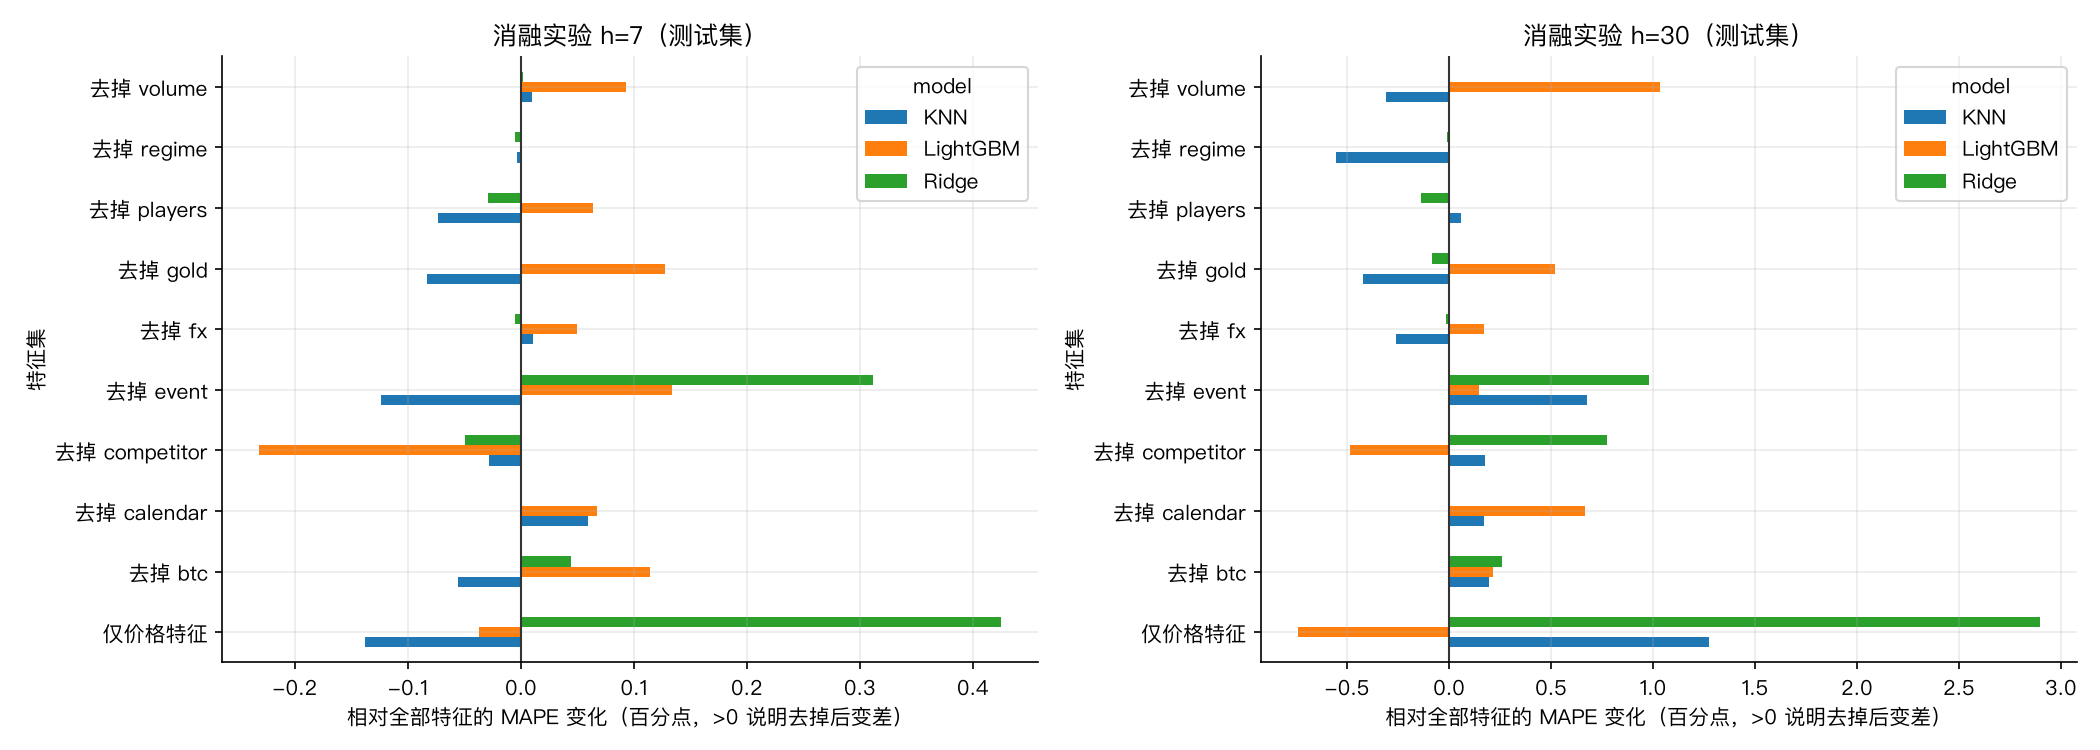 消融实验 h=7（测试集）
特征集
去掉 volume
去掉 regime
去掉 players
去掉 gold
去掉 fx
去掉 event
去掉 competitor
去掉 calendar
去掉 btc
仅价格特征
model
KNN
LightGBM
Ridge
−0.2
−0.1
0.0
0.1
0.2
0.3
0.4
相对全部特征的 MAPE 变化（百分点，>0 说明去掉后变差）
消融实验 h=30（测试集）
特征集
去掉 volume
去掉 regime
去掉 players
去掉 gold
去掉 fx
去掉 event
去掉 competitor
去掉 calendar
去掉 btc
仅价格特征
model
KNN
LightGBM
Ridge
−0.5
0.0
0.5
1.0
1.5
2.0
2.5
3.0
相对全部特征的 MAPE 变化（百分点，>0 说明去掉后变差）